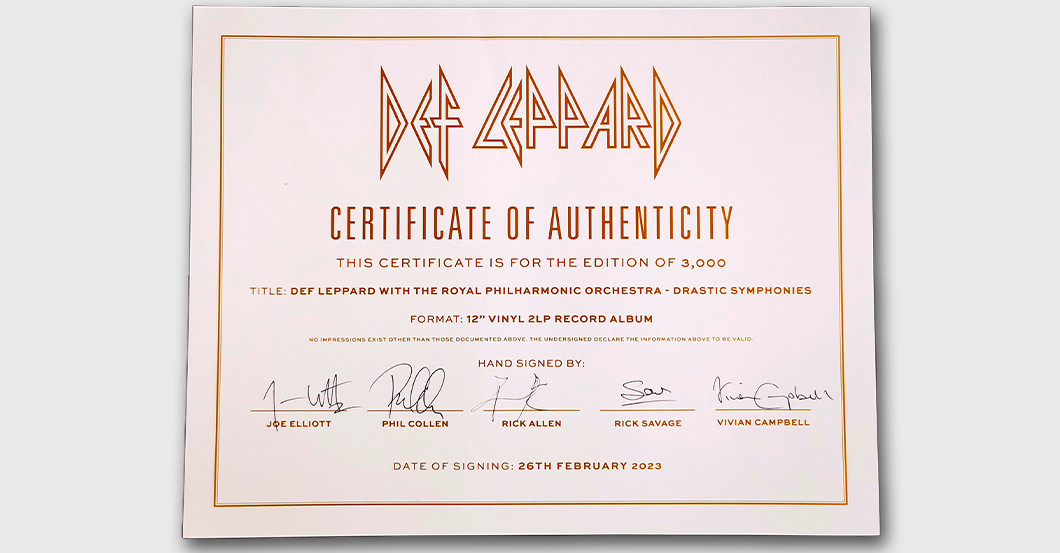 DEF LEPPARD
CERTIFICATE OF AUTHENTICITY
THIS CERTIFICATE IS FOR THE EDITION OF 3,000
TITLE: DEF LEPPARD WITH THE ROYAL PHILHARMONIC ORCHESTRA - DRASTIC SYMPHONIES
FORMAT: 12” VINYL 2LP RECORD ALBUM
NO IMPRESSIONS EXIST OTHER THAN THOSE DOCUMENTED ABOVE. THE UNDERSIGNED DECLARE THE INFORMATION ABOVE TO BE VALID.
HAND SIGNED BY:
Sav Vivian Campbell
JOE ELLIOTT PHIL COLLEN RICK ALLEN RICK SAVAGE VIVIAN CAMPBELL
DATE OF SIGNING: 26TH FEBRUARY 2023